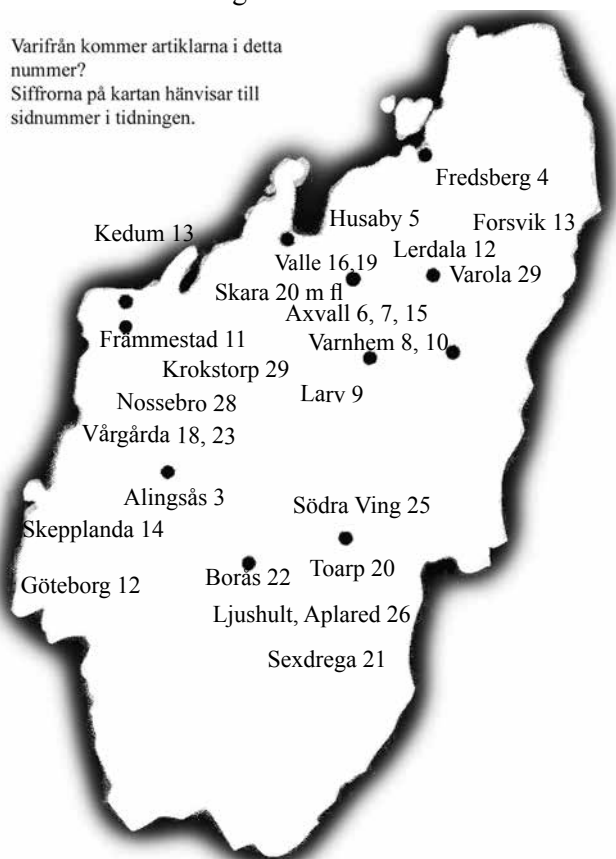 Varifrån kommer artiklarna i detta
nummer?
Siffrorna på kartan hänvisar till
sidnummer i tidningen.
Fredsberg 4
Husaby 5
Forsvik 13
Kedum 13
Lerdala 12
Valle 16,19
Varola 29
Skara 20 m fl
Axvall 6, 7, 15
Främmestad 11
Varnhem 8, 10
Krokstorp 29
Larv 9
Nossebro 28
Vårgårda 18, 23
Alingsås 3
Södra Ving 25
Skepplanda 14
Toarp 20
Borås 22
Göteborg 12
Ljushult, Aplared 26
Sexdrega 21